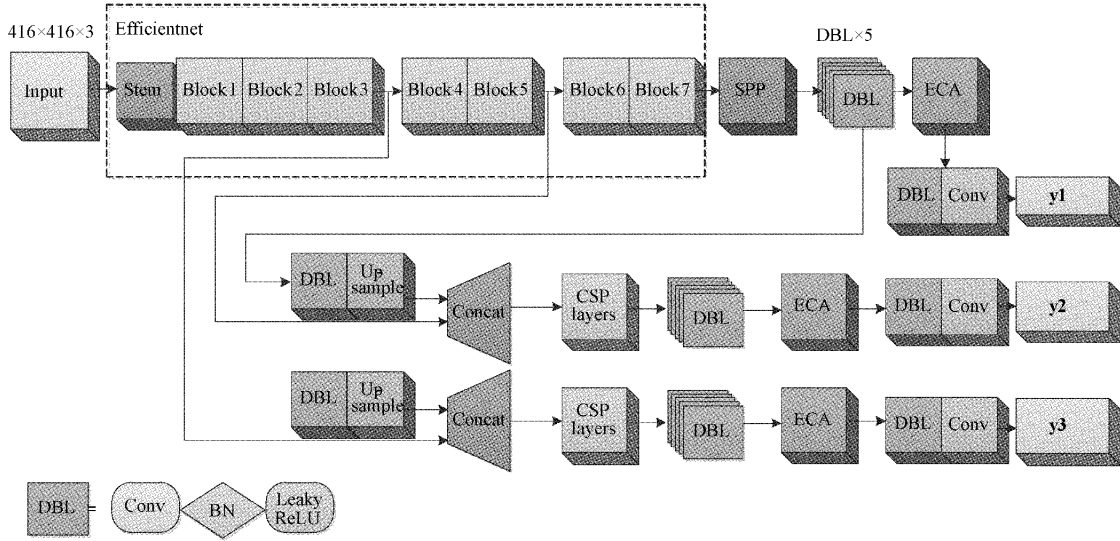 416×416×3
Efficientnet
DBL×5
Input
Stem
Block1
Block2
Block3
Block4
Block5
Block6
Block7
SPP
DBL
ECA
DBL
Conv
y1
DBL
Up
sample
Concat
CSP
layers
DBL
ECA
DBL
Conv
y2
DBL
Up
sample
Concat
CSP
layers
DBL
ECA
DBL
Conv
y3
DBL
=
Conv
BN
Leaky
ReLU